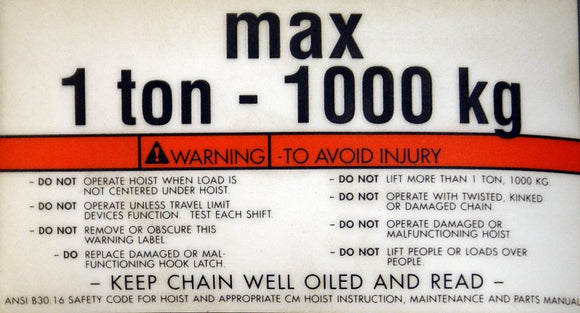 max
1 ton - 1000 kg
WARNING -TO AVOID INJURY
- DO NOT OPERATE HOIST WHEN LOAD IS
NOT CENTERED UNDER HOIST.
- DO NOT OPERATE UNLESS TRAVEL LIMIT
DEVICES FUNCTION. TEST EACH SHIFT.
- DO NOT REMOVE OR OBSCURE THIS
WARNING LABEL.
- DO REPLACE DAMAGED OR MAL-
FUNCTIONING HOOK LATCH.
- DO NOT LIFT MORE THAN 1 TON, 1000 KG
- DO NOT OPERATE WITH TWISTED, KINKED
OR DAMAGED CHAIN.
- DO NOT OPERATE DAMAGED OR
MALFUNCTIONING HOIST.
- DO NOT LIFT PEOPLE OR LOADS OVER
PEOPLE.
– KEEP CHAIN WELL OILED AND READ –
ANSI B30.16 SAFETY CODE FOR HOIST AND APPROPRIATE CM HOIST INSTRUCTION, MAINTENANCE AND PARTS MANUAL